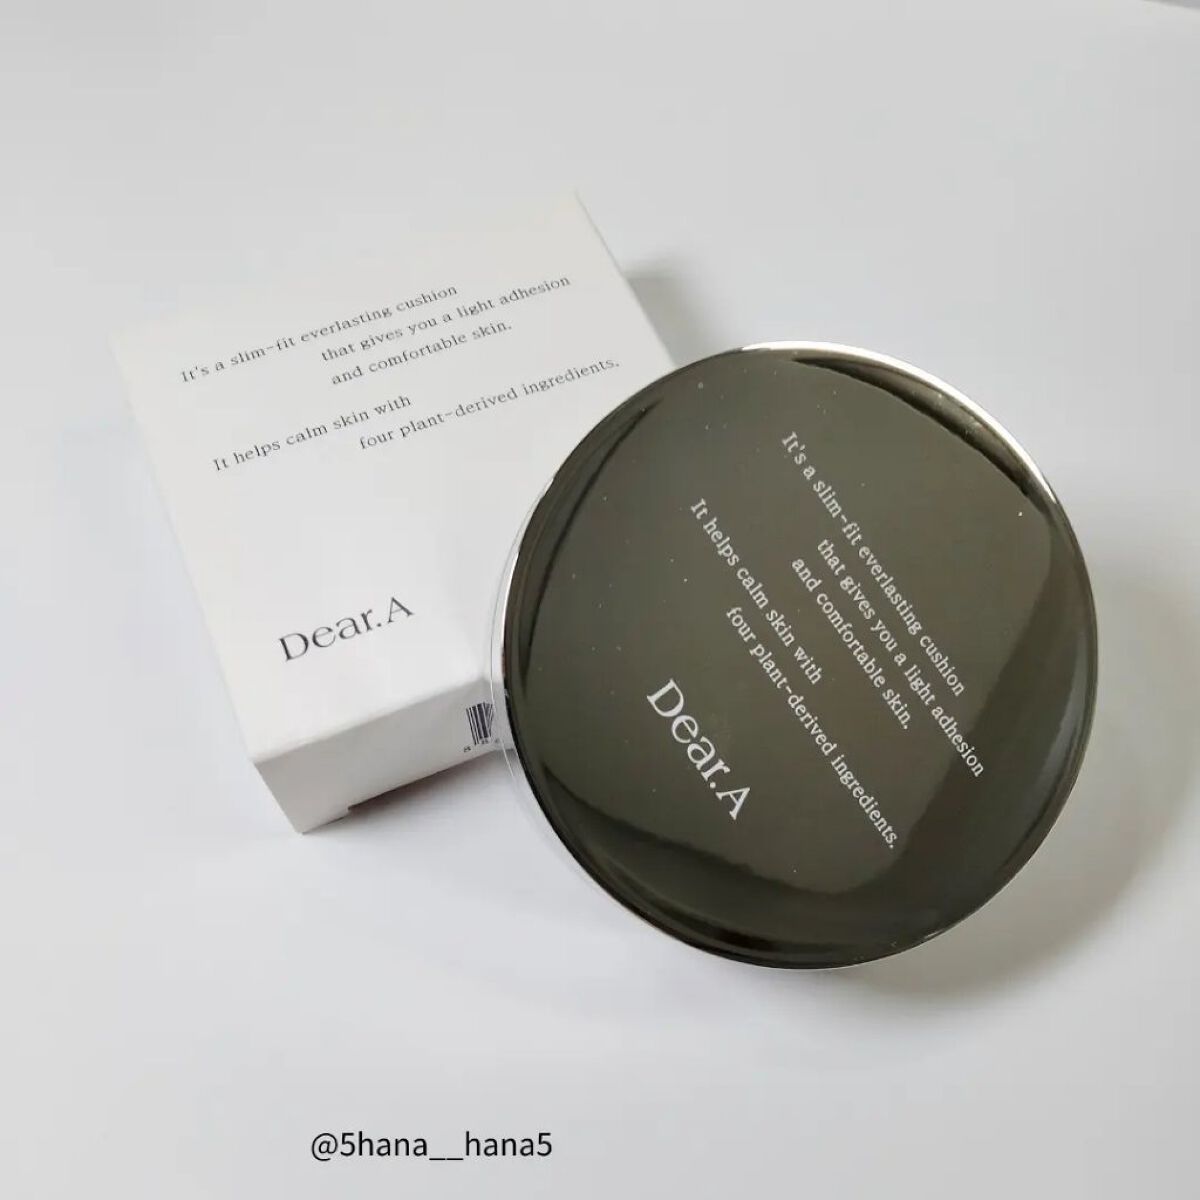 It's a slim-fit everlasting cushion
that gives you a light adhesion
and comfortable skin.
It helps calm skin with
four plant-derived ingredients.
Dear.A
It's a slim-fit everlasting cushion
that gives you a light adhesion
and comfortable skin.
It helps calm skin with
four plant-derived ingredients.
Dear.A
@5hana__hana5